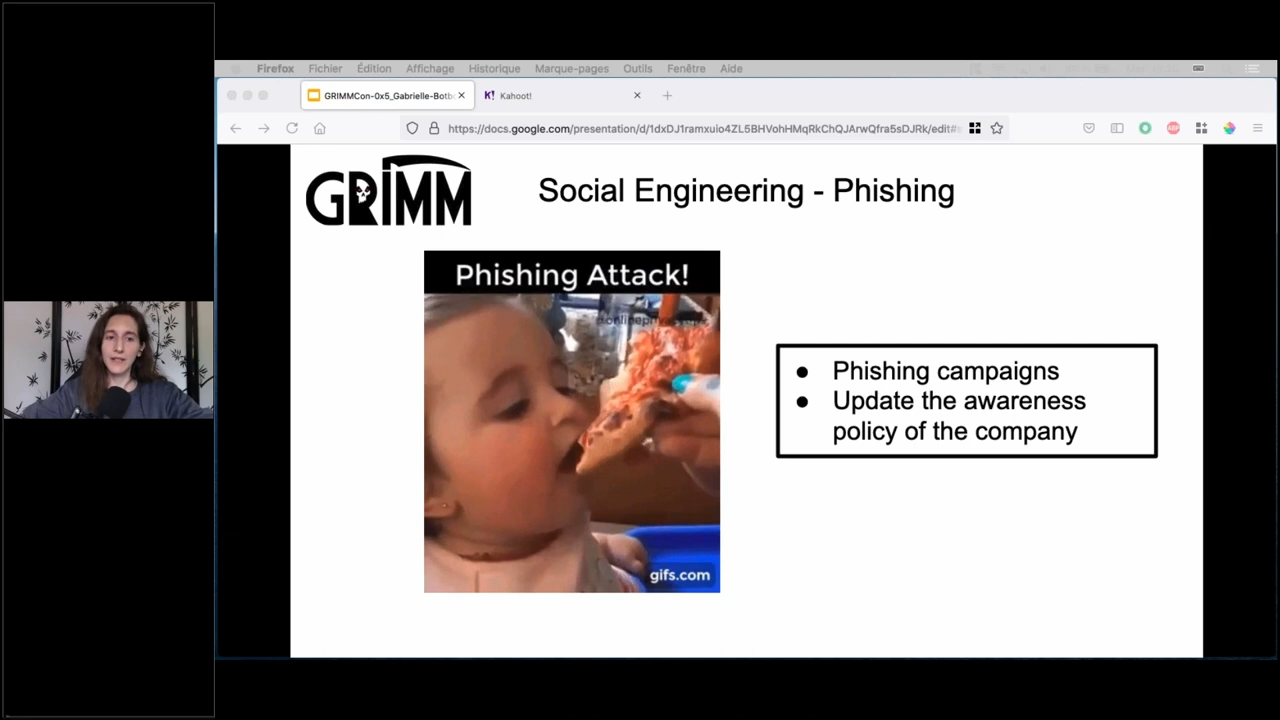 Firefox Fichier Édition Affichage Historique Marque-pages Outils Fenêtre Aide
GRIMMCon-0x5_Gabrielle-Botb
K! Kahoot!
https://docs.google.com/presentation/d/1dxDJ1ramxuio4ZL5BHVohHMqRkChQJArwQfra5sDJRk/edit#
ABP
GRIMM
Social Engineering - Phishing
Phishing Attack!
gifs.com
● Phishing campaigns
● Update the awareness
policy of the company